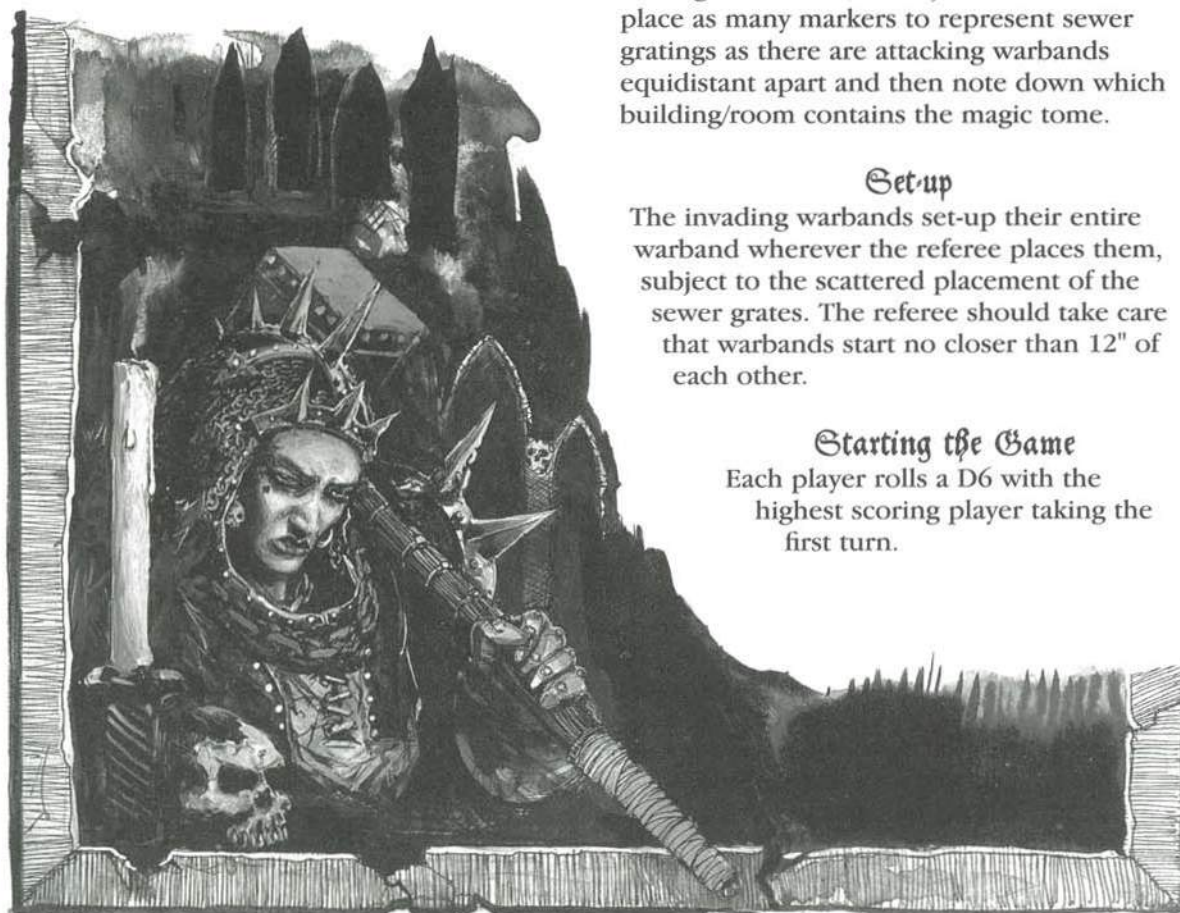 place as many markers to represent sewer
gratings as there are attacking warbands
equidistant apart and then note down which
building/room contains the magic tome.
Set-up
The invading warbands set-up their entire
warband wherever the referee places them,
subject to the scattered placement of the
sewer grates. The referee should take care
that warbands start no closer than 12" of
each other.
Starting the Game
Each player rolls a D6 with the
highest scoring player taking the
first turn.